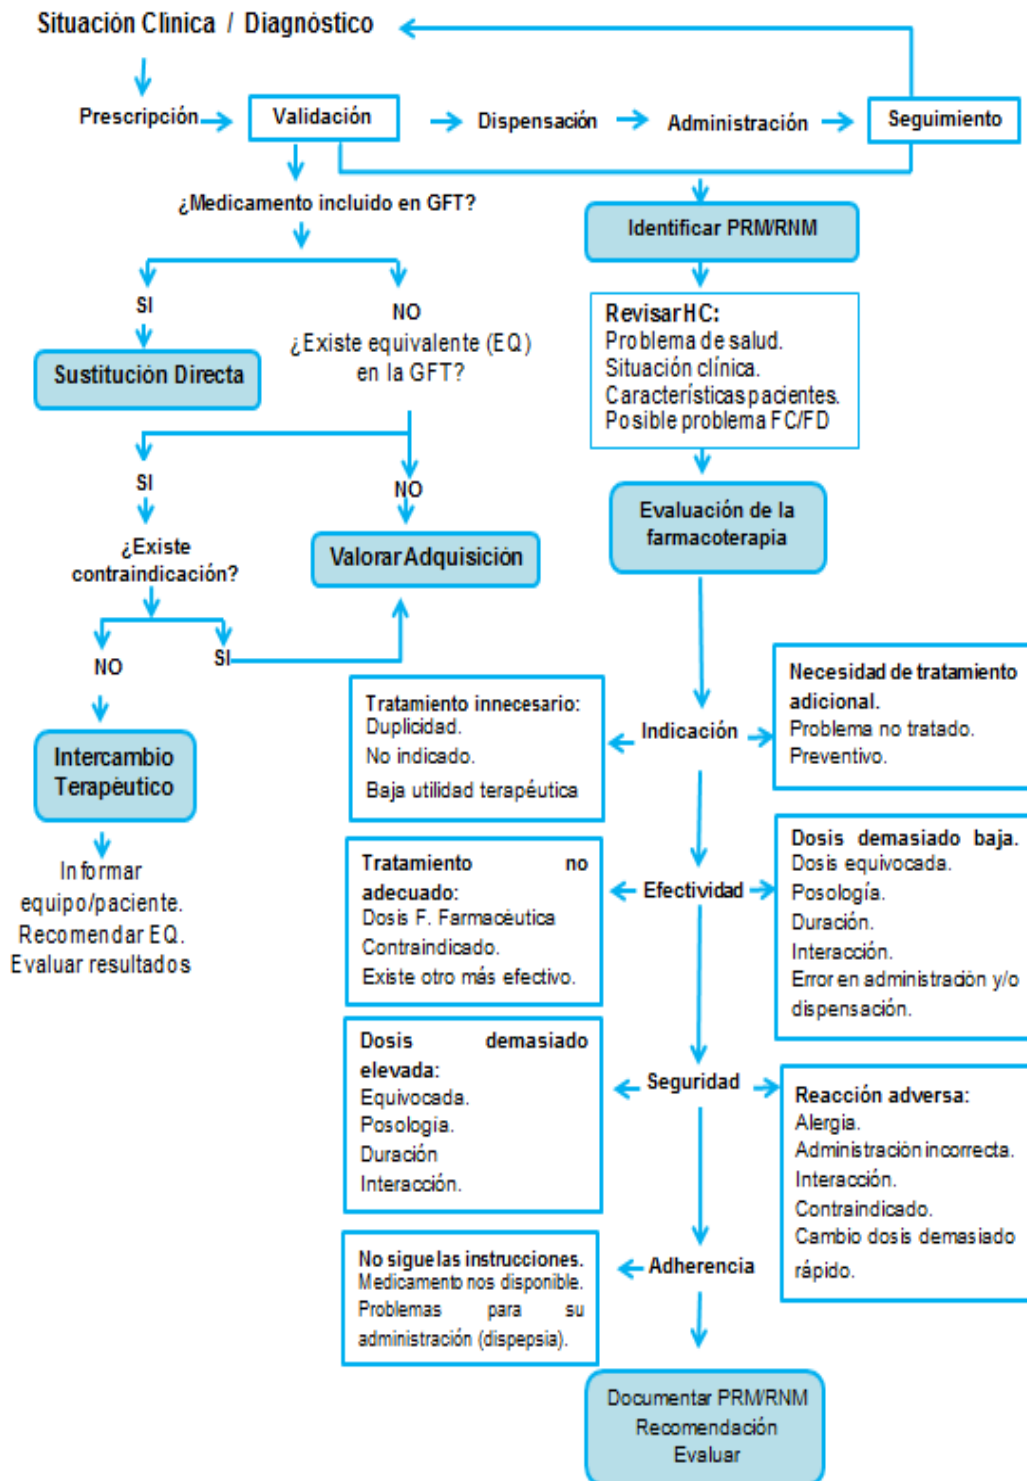 Situación Clínica / Diagnóstico
Prescripción
Validación
Dispensación
Administración
Seguimiento
¿Medicamento incluido en GFT?
SI
Sustitución Directa
NO
¿Existe equivalente (EQ)
en la GFT?
SI
¿Existe
contraindicación?
NO
Valorar Adquisición
NO
SI
Intercambio
Terapéutico
Informar
equipo/paciente.
Recomendar EQ.
Evaluar resultados
Identificar PRM/RNM
Revisar HC:
Problema de salud.
Situación clínica.
Características pacientes.
Posible problema FC/FD
Evaluación de la
farmacoterapia
Indicación
Tratamiento innecesario:
Duplicidad.
No indicado.
Baja utilidad terapéutica
Necesidad de tratamiento
adicional.
Problema no tratado.
Preventivo.
Efectividad
Tratamiento no
adecuado:
Dosis F. Farmacéutica
Contraindicado.
Existe otro más efectivo.
Dosis demasiado baja.
Dosis equivocada.
Posología.
Duración.
Interacción.
Error en administración y/o
dispensación.
Seguridad
Dosis demasiado
elevada:
Equivocada.
Posología.
Duración
Interacción.
Reacción adversa:
Alergia.
Administración incorrecta.
Interacción.
Contraindicado.
Cambio dosis demasiado
rápido.
Adherencia
No sigue las instrucciones.
Medicamento nos disponible.
Problemas para su
administración (dispepsia).
Documentar PRM/RNM
Recomendación
Evaluar